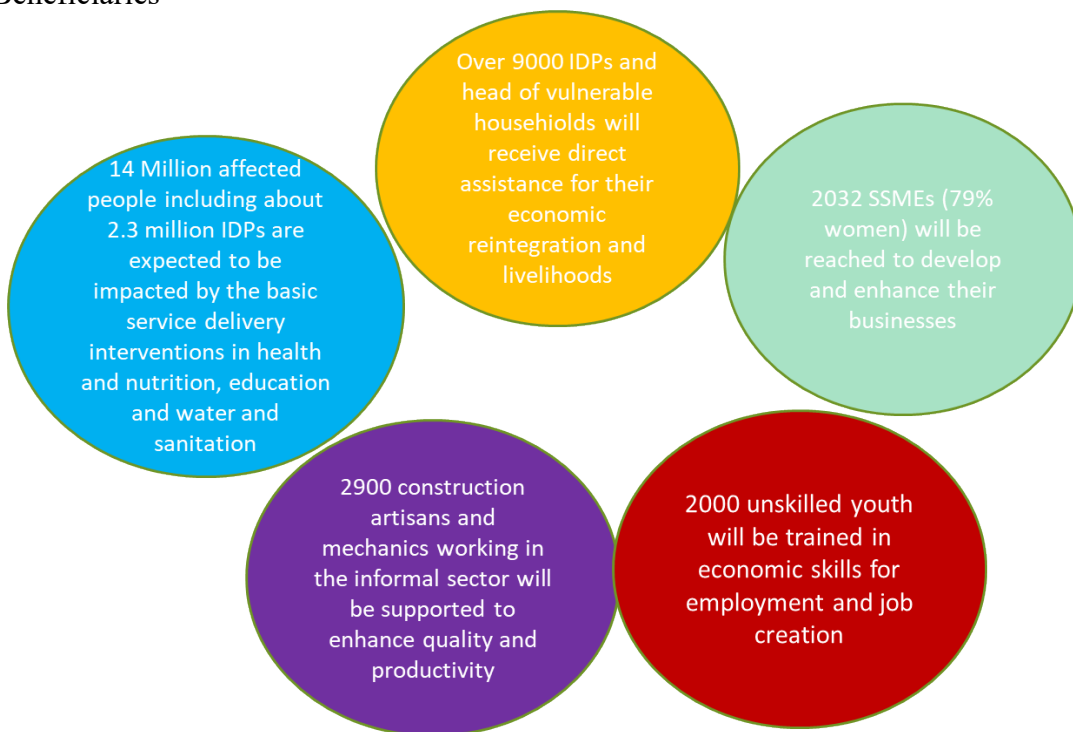 Beneficiaries
Over 9000 IDPs and
head of vulnerable
househiolds will
receive direct
assistance for their
economic
reintegration and
livelihoods
14 Million affected
people including about
2.3 million IDPs are
expected to be
impacted by the basic
service delivery
interventions in health
and nutrition, education
and water and
sanitation
2032 SSMEs (79%
women) will be
reached to develop
and enhance their
businesses
2900 construction
artisans and
mechanics working in
the informal sector will
be supported to
enhance quality and
productivity
2000 unskilled youth
will be trained in
economic skills for
employment and job
creation